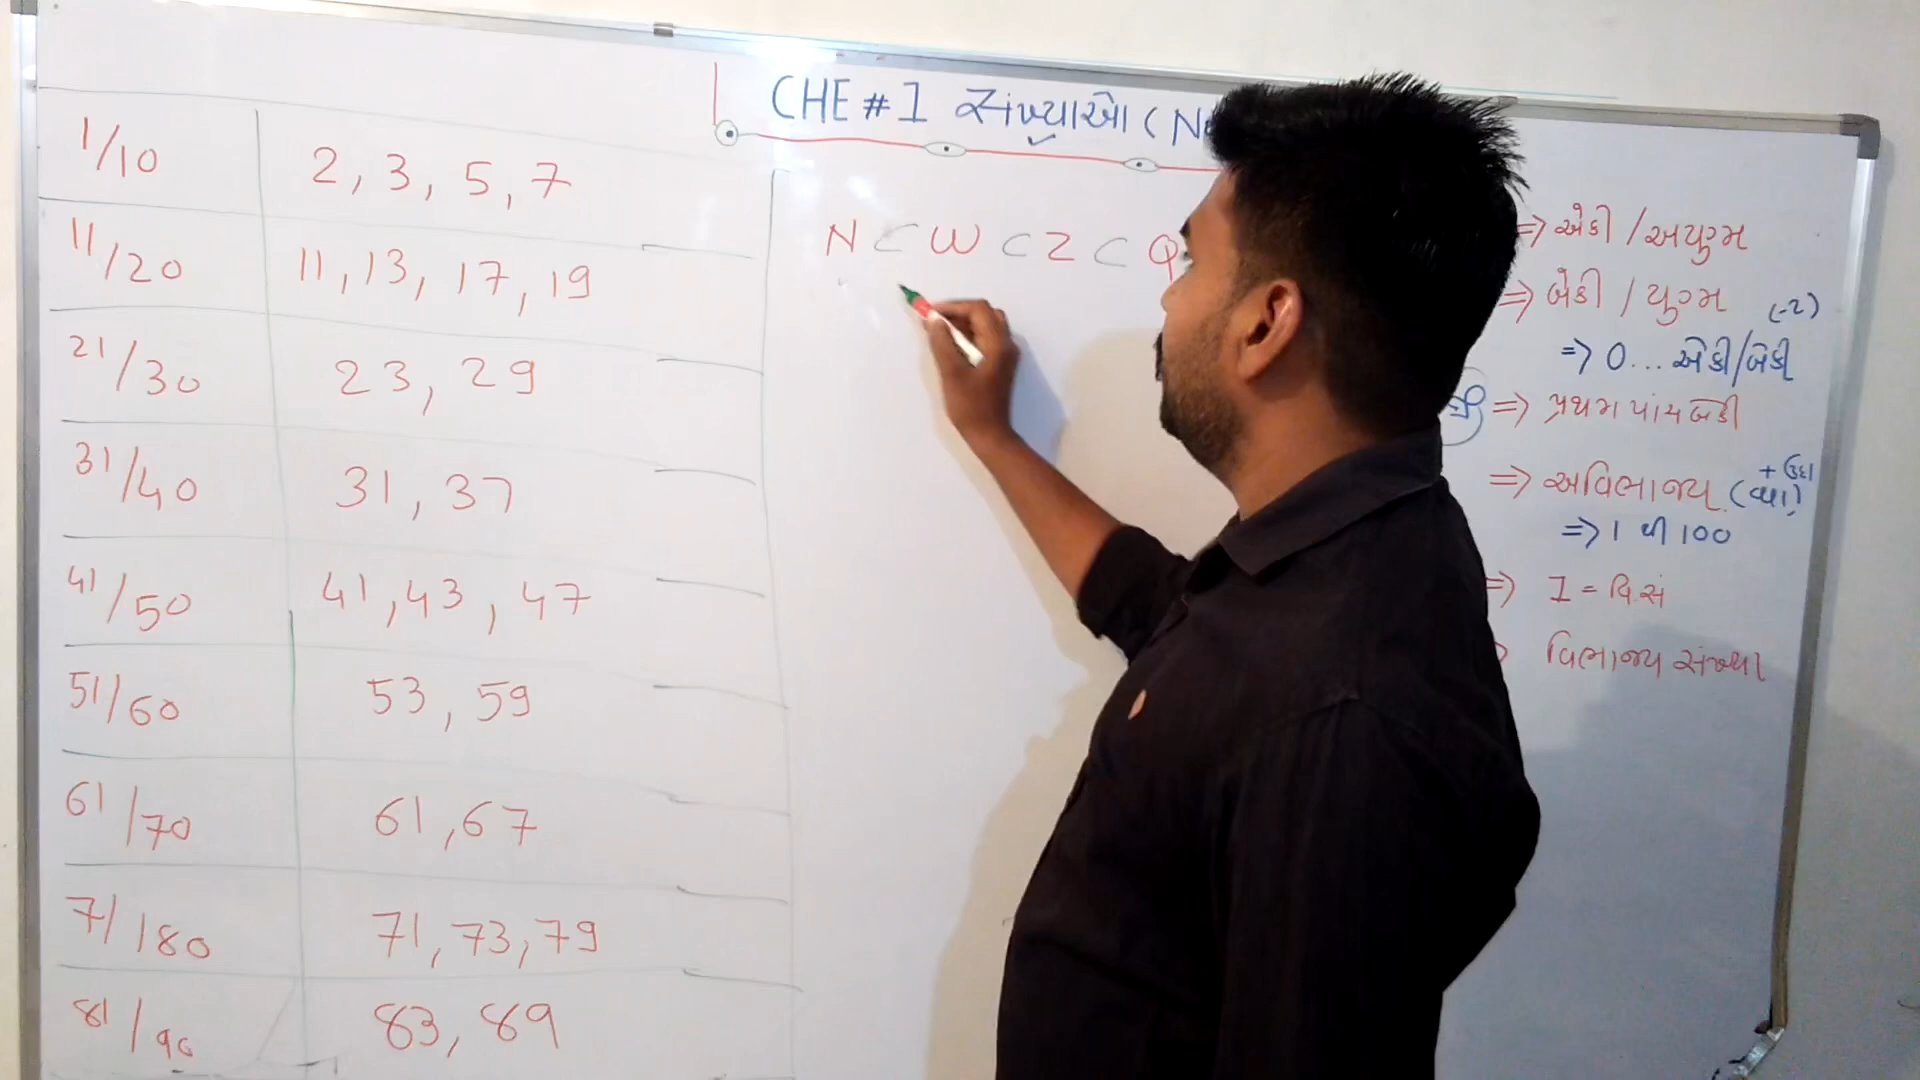 CHE # 1 સંખ્યાઓ ( N
1/10 2, 3, 5, 7
11/20 11, 13, 17, 19
21/30 23, 29
31/40 31, 37
41/50 41, 43, 47
51/60 53, 59
61/70 61, 67
71/80 71, 73, 79
81/90 83, 89
N ⊂ W ⊂ Z ⊂ Q
⇒ એકી / અયુગ્મ
⇒ બેકી / યુગ્મ (-2)
⇒ 0... એકી/બેકી
⇒ પ્રથમ પાંચ બેકી
⇒ અવિભાજ્ય
⇒ 1 થી 100
⇒ 1 = વિ.સં
વિભાજ્ય સંખ્યા